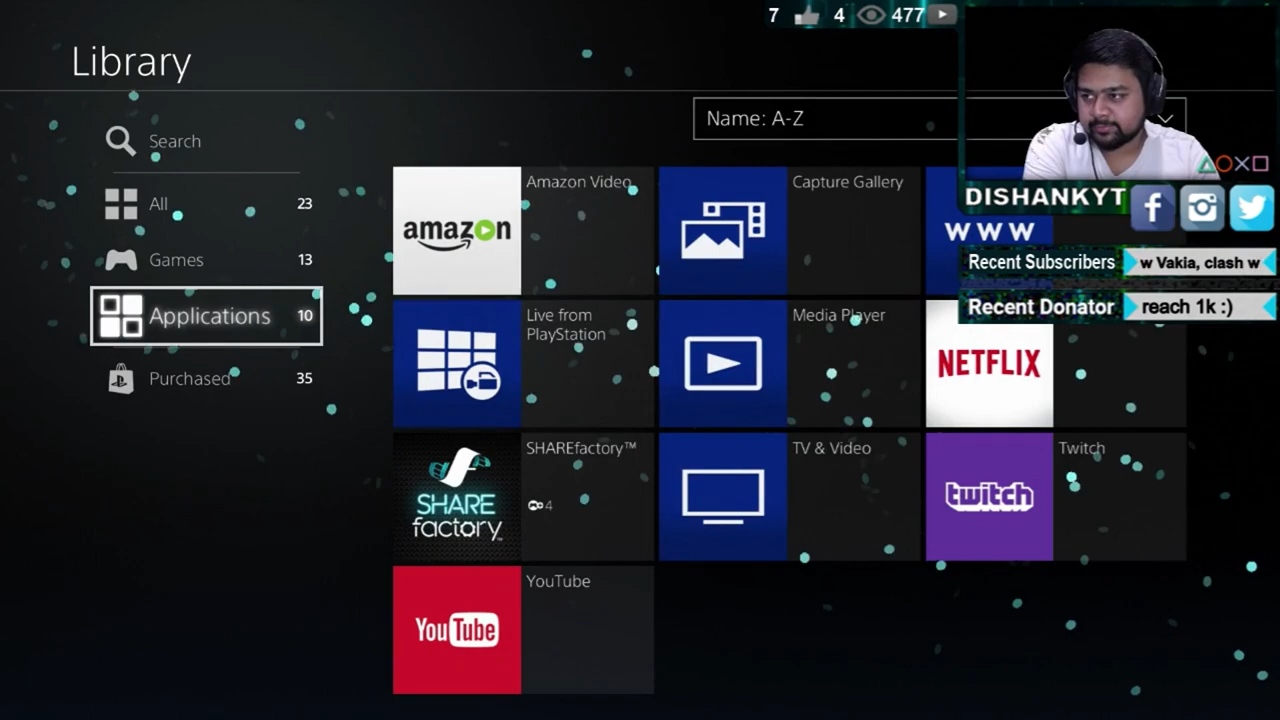 7 4 477
Library
Name: A-Z
Search
All 23
Games 13
Applications 10
Purchased 35
amazon
Amazon Video
Capture Gallery
WWW
Live from
PlayStation
Media Player
NETFLIX
SHARE
factory™
SHAREfactory™
4
TV & Video
twitch
Twitch
YouTube
YouTube
DISHANKYT
Recent Subscribers w Vakia, clash w
Recent Donator reach 1k :)